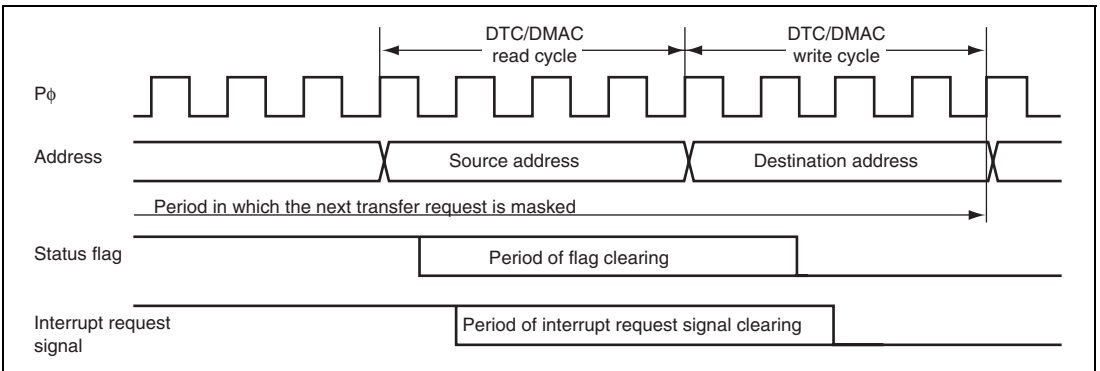 DTC/DMAC
read cycle
DTC/DMAC
write cycle
Pϕ
Address
Source address
Destination address
Period in which the next transfer request is masked
Status flag
Period of flag clearing
Interrupt request
signal
Period of interrupt request signal clearing